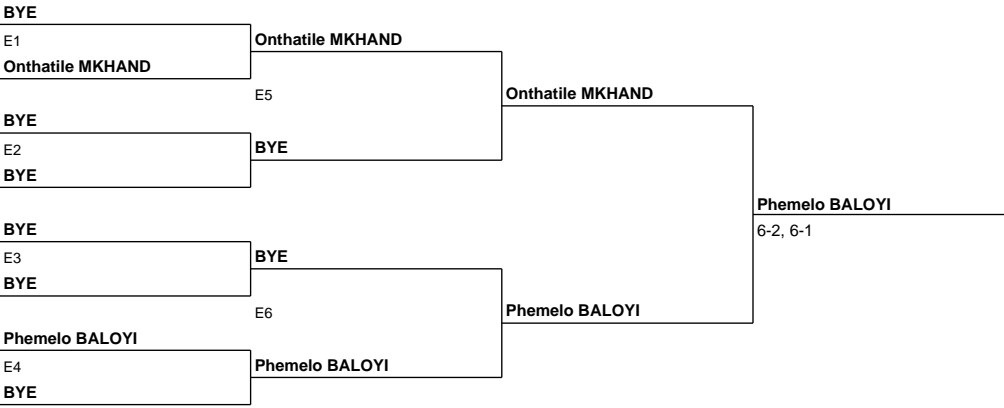 BYE
E1
Onthatile MKHAND
BYE
E2
BYE
BYE
E3
BYE
Phemelo BALOYI
E4
BYE
Onthatile MKHAND
E5
BYE
BYE
E6
Phemelo BALOYI
Onthatile MKHAND
Phemelo BALOYI
Phemelo BALOYI
6-2, 6-1